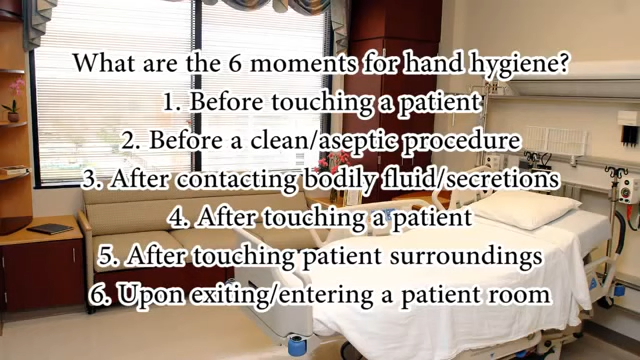 What are the 6 moments for hand hygiene?
1. Before touching a patient
2. Before a clean/aseptic procedure
3. After contacting bodily fluid/secretions
4. After touching a patient
5. After touching patient surroundings
6. Upon exiting/entering a patient room